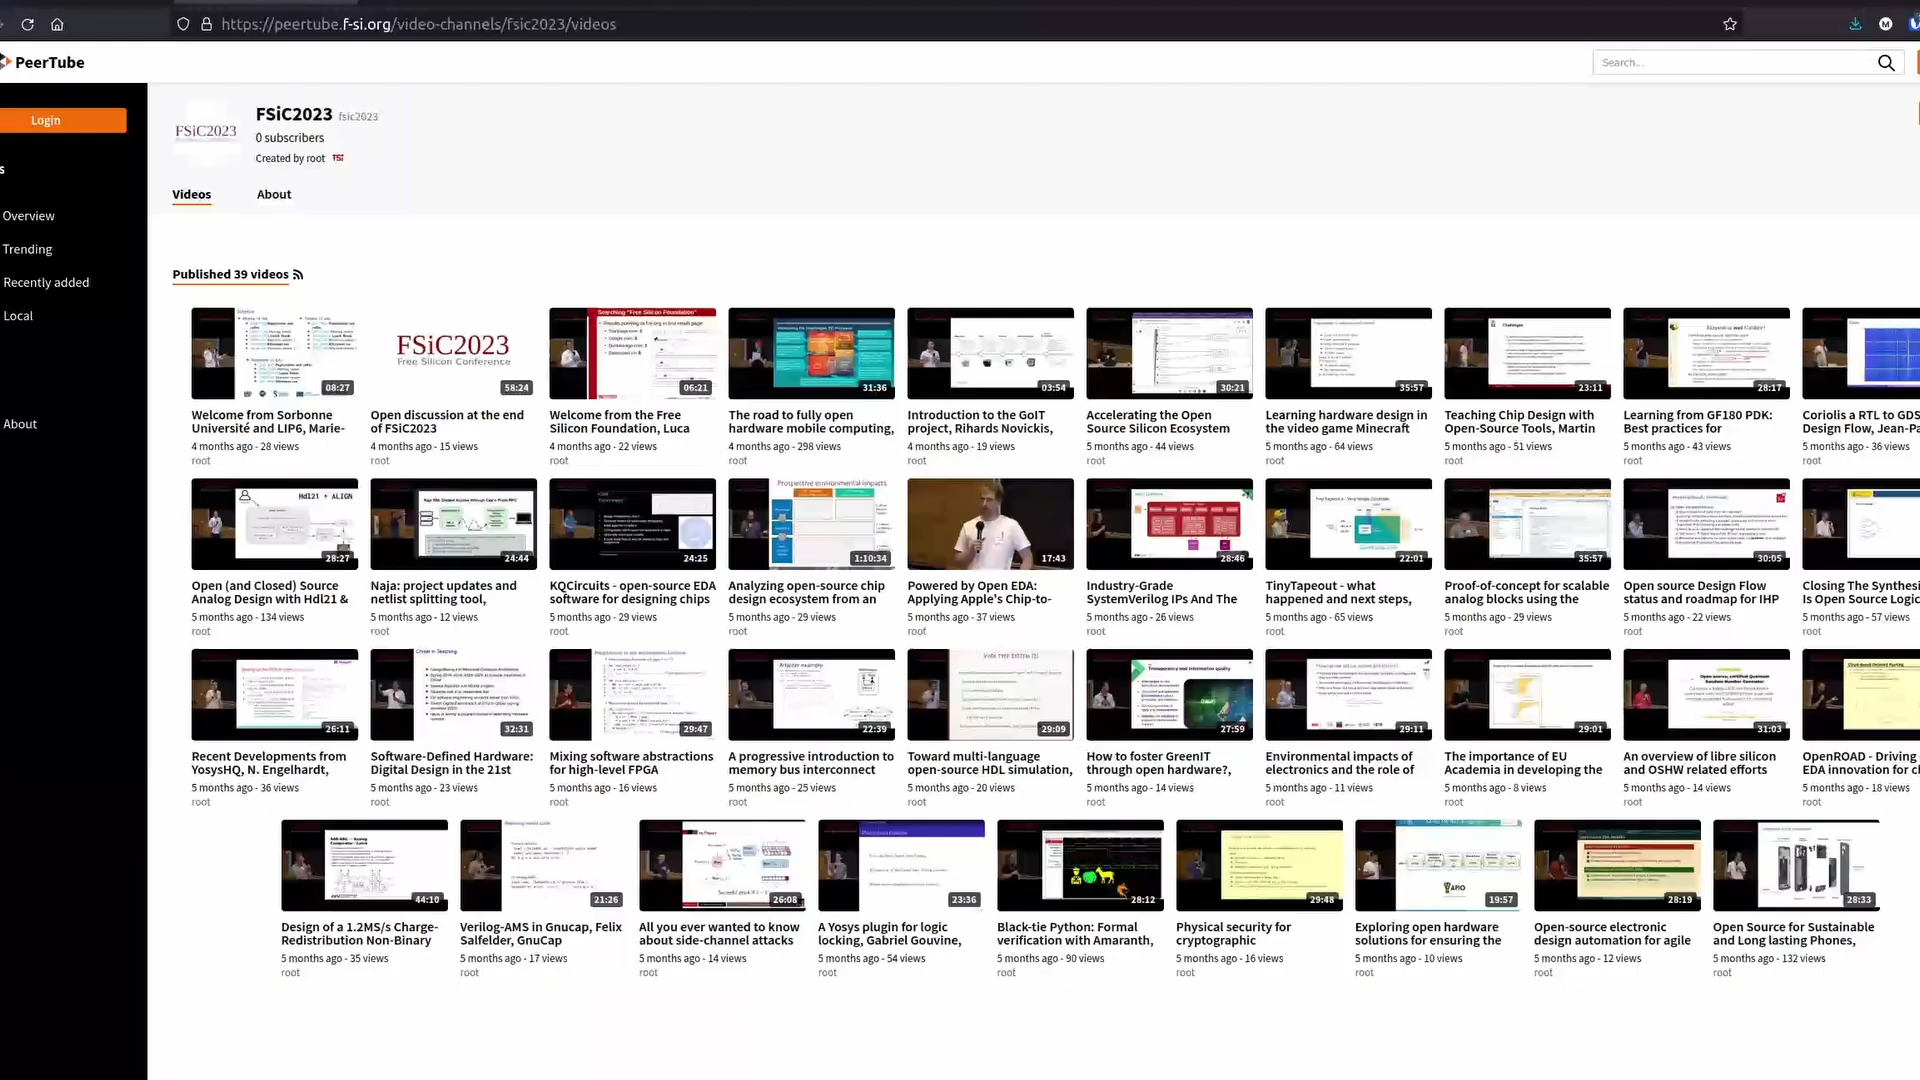 https://peertube.f-si.org/video-channels/fsic2023/videos
PeerTube
Search...
Login
FSiC2023
FSiC2023 fsic2023
0 subscribers
Created by root
Videos
About
Overview
Trending
Recently added
Local
About
Published 39 videos
08:27
FSiC2023
Free Silicon Conference
58:24
Searching "Free Silicon Foundation"
06:21
31:36
03:54
30:21
35:57
Challenges
23:11
28:17
Welcome from Sorbonne
Université and LIP6, Marie-
4 months ago - 28 views
root
Open discussion at the end
of FSiC2023
4 months ago - 15 views
root
Welcome from the Free
Silicon Foundation, Luca
4 months ago - 22 views
root
The road to fully open
hardware mobile computing,
4 months ago - 298 views
root
Introduction to the GoIT
project, Rihards Novickis,
4 months ago - 19 views
root
Accelerating the Open
Source Silicon Ecosystem
5 months ago - 44 views
root
Learning hardware design in
the video game Minecraft
5 months ago - 64 views
root
Teaching Chip Design with
Open-Source Tools, Martin
5 months ago - 51 views
root
Learning from GF180 PDK:
Best practices for
5 months ago - 43 views
root
Coriolis a RTL to GDS
Design Flow, Jean-Pa
5 months ago - 36 views
root
Hdl21 + ALIGN
28:27
24:44
24:25
Prospective environmental impacts
1:10:34
17:43
28:46
22:01
35:57
30:05
Open (and Closed) Source
Analog Design with Hdl21 &
5 months ago - 134 views
root
Naja: project updates and
netlist splitting tool,
5 months ago - 12 views
root
KQCircuits - open-source EDA
software for designing chips
5 months ago - 29 views
root
Analyzing open-source chip
design ecosystem from an
5 months ago - 29 views
root
Powered by Open EDA:
Applying Apple's Chip-to-
5 months ago - 37 views
root
Industry-Grade
SystemVerilog IPs And The
5 months ago - 26 views
root
TinyTapeout - what
happened and next steps,
5 months ago - 65 views
root
Proof-of-concept for scalable
analog blocks using the
5 months ago - 29 views
root
Open source Design Flow
status and roadmap for IHP
5 months ago - 22 views
root
Closing The Synthesi
Is Open Source Logic
5 months ago - 57 views
root
26:11
32:31
29:47
22:39
29:09
Transparency and information quality
27:59
29:11
29:01
31:03
Recent Developments from
YosysHQ, N. Engelhardt,
5 months ago - 36 views
root
Software-Defined Hardware:
Digital Design in the 21st
5 months ago - 23 views
root
Mixing software abstractions
for high-level FPGA
5 months ago - 16 views
root
A progressive introduction to
memory bus interconnect
5 months ago - 25 views
root
Toward multi-language
open-source HDL simulation,
5 months ago - 20 views
root
How to foster GreenIT
through open hardware?,
5 months ago - 14 views
root
Environmental impacts of
electronics and the role of
5 months ago - 11 views
root
The importance of EU
Academia in developing the
5 months ago - 8 views
root
An overview of libre silicon
and OSHW related efforts
5 months ago - 14 views
root
OpenROAD - Driving
EDA innovation for ch
5 months ago - 18 views
root
44:10
21:26
26:08
23:36
28:12
29:48
APIO
19:57
28:19
28:33
Design of a 1.2MS/s Charge-
Redistribution Non-Binary
5 months ago - 35 views
root
Verilog-AMS in Gnucap, Felix
Salfelder, GnuCap
5 months ago - 17 views
root
All you ever wanted to know
about side-channel attacks
5 months ago - 14 views
root
A Yosys plugin for logic
locking, Gabriel Gouvine,
5 months ago - 54 views
root
Black-tie Python: Formal
verification with Amaranth,
5 months ago - 90 views
root
Physical security for
cryptographic
5 months ago - 16 views
root
Exploring open hardware
solutions for ensuring the
5 months ago - 10 views
root
Open-source electronic
design automation for agile
5 months ago - 12 views
root
Open Source for Sustainable
and Long lasting Phones,
5 months ago - 132 views
root